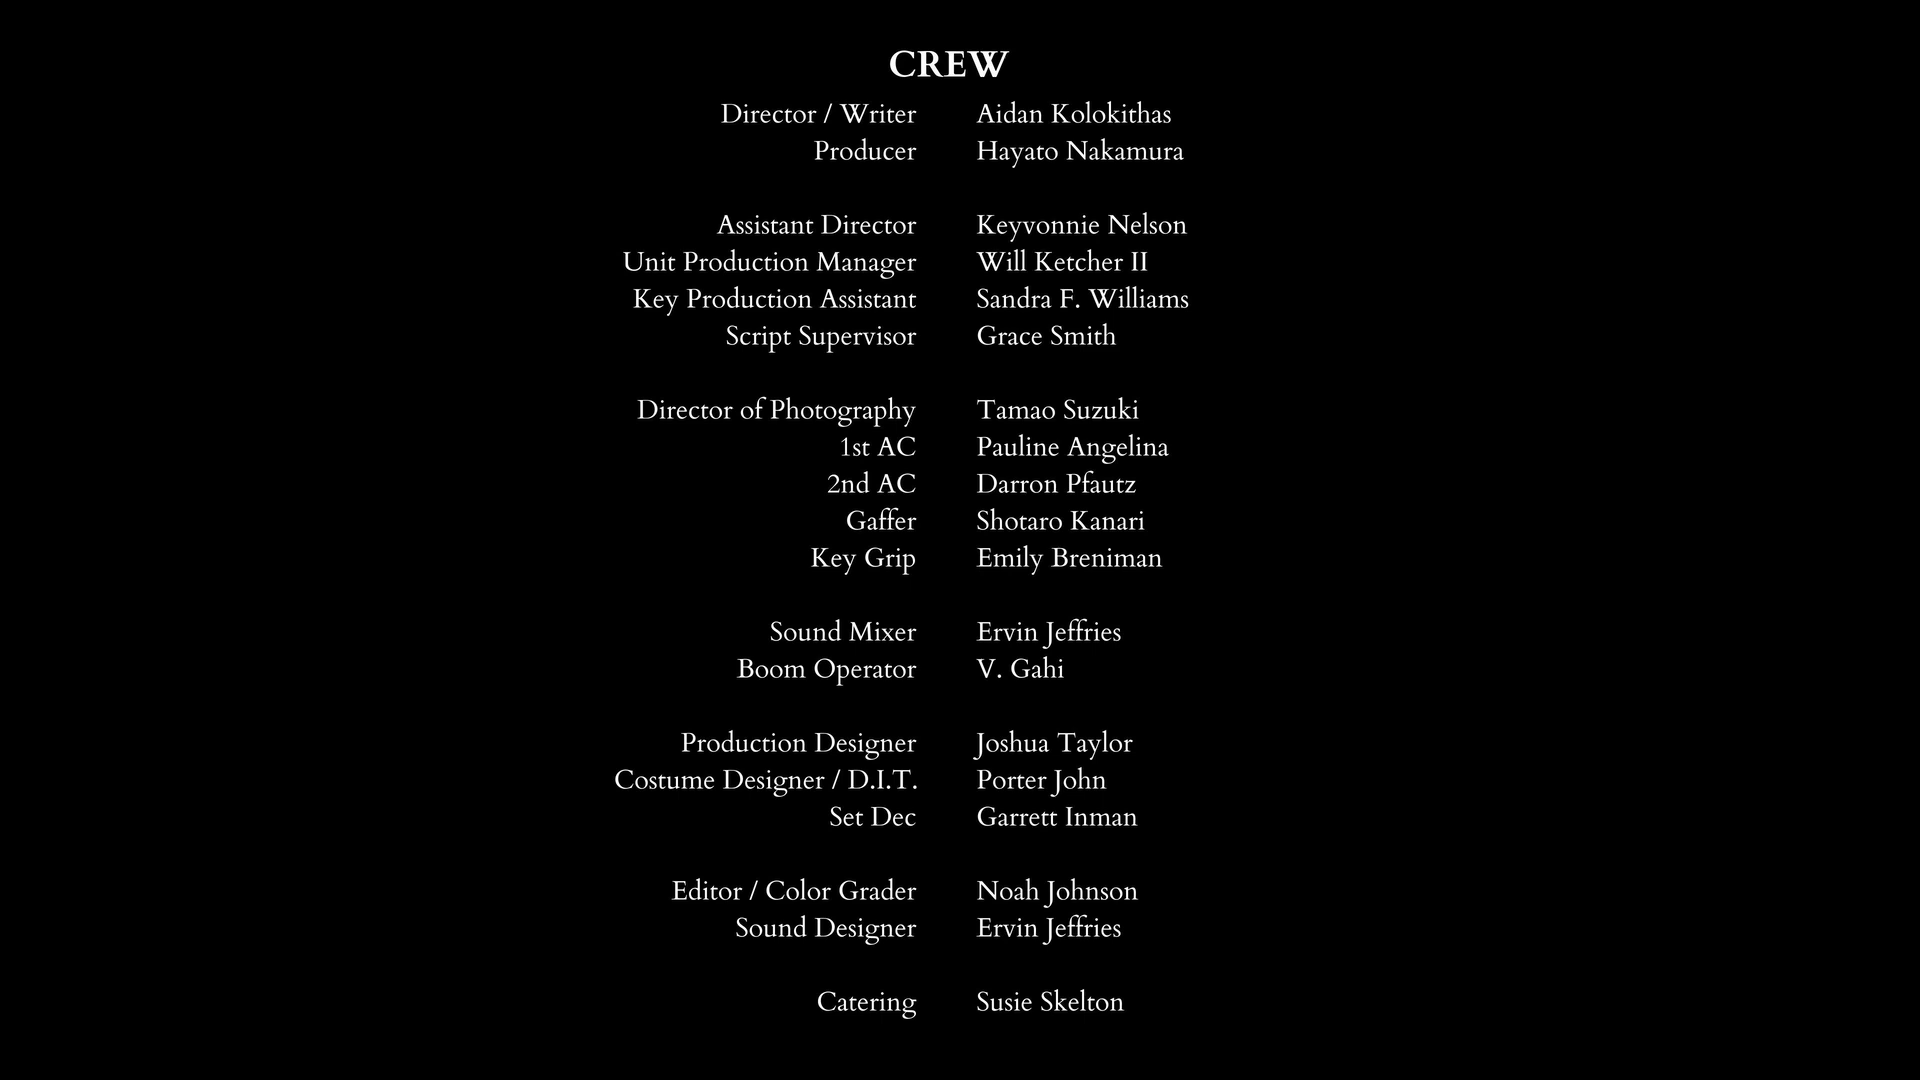 CREW
Director / Writer Aidan Kolokithas
Producer Hayato Nakamura
Assistant Director Keyvonnie Nelson
Unit Production Manager Will Ketcher II
Key Production Assistant Sandra F. Williams
Script Supervisor Grace Smith
Director of Photography Tamao Suzuki
1st AC Pauline Angelina
2nd AC Darron Pfautz
Gaffer Shotaro Kanari
Key Grip Emily Breniman
Sound Mixer Ervin Jeffries
Boom Operator V. Gahi
Production Designer Joshua Taylor
Costume Designer / D.I.T. Porter John
Set Dec Garrett Inman
Editor / Color Grader Noah Johnson
Sound Designer Ervin Jeffries
Catering Susie Skelton